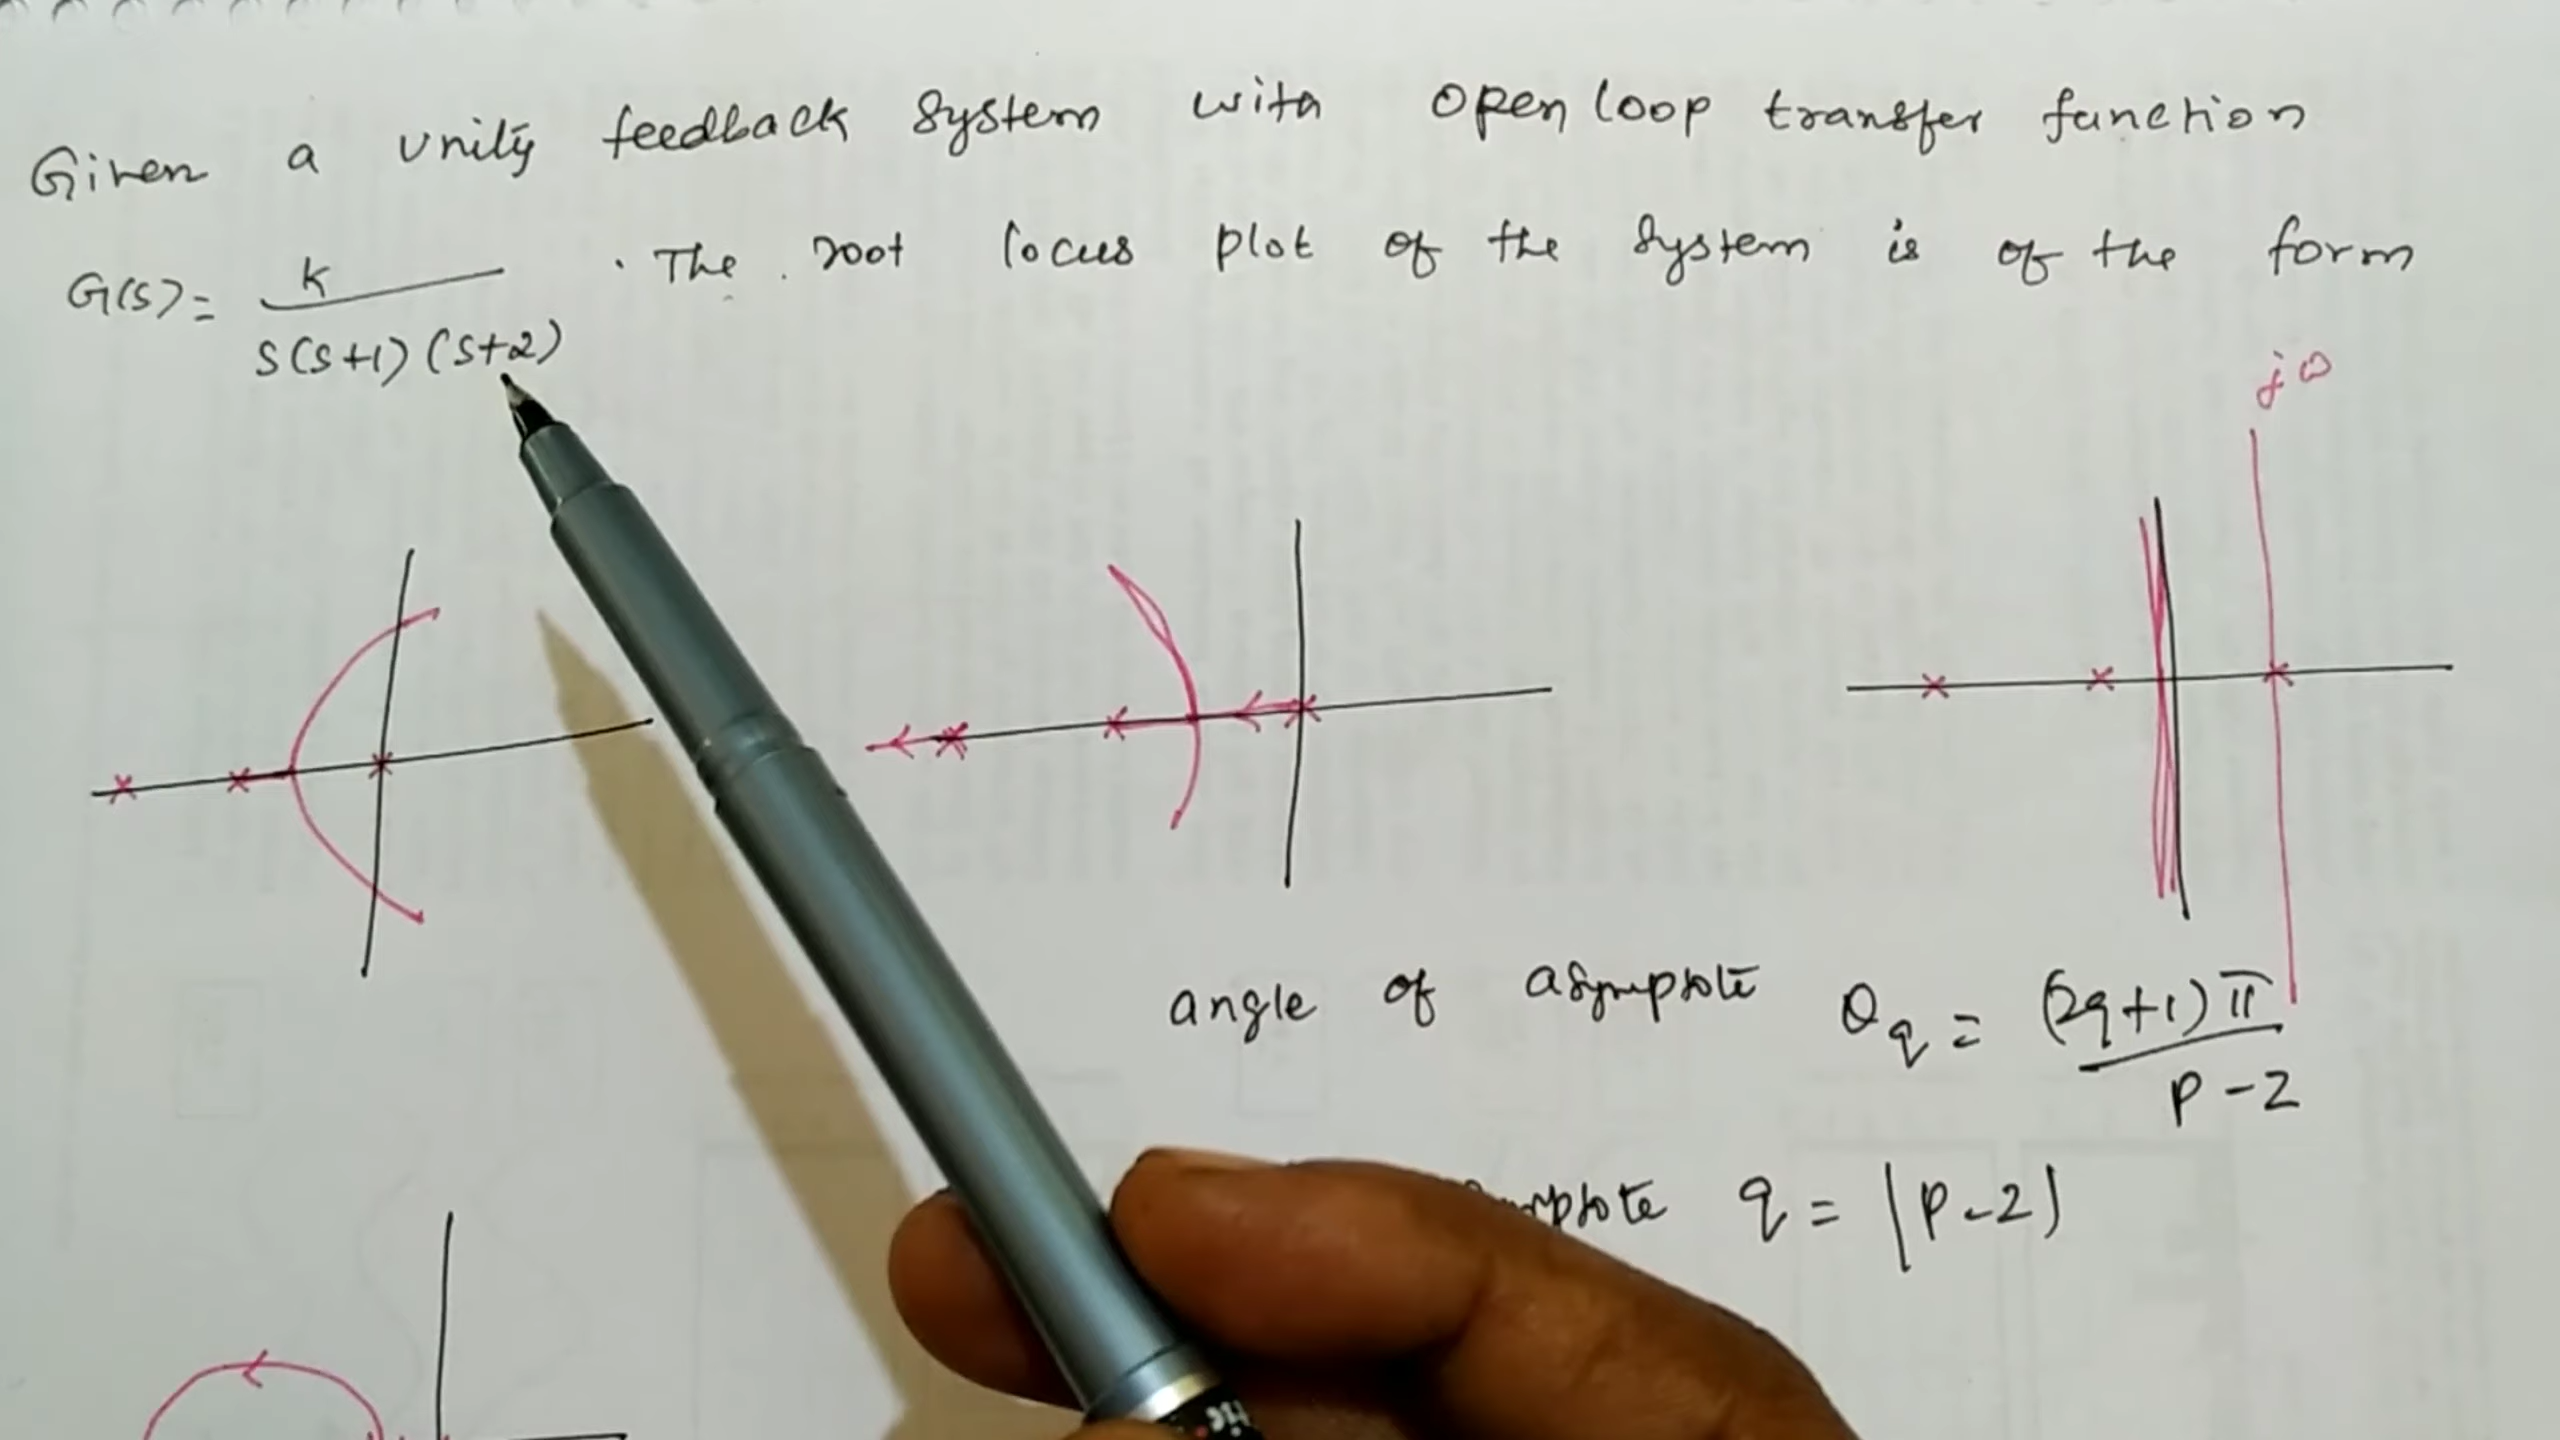 Given a unity feedback system with open loop transfer function
G(s) = K / s(s+1)(s+2) . The root locus plot of the system is of the form
jω
angle of asymptote θq = (2q+1)π / P-Z
q = |P-Z|